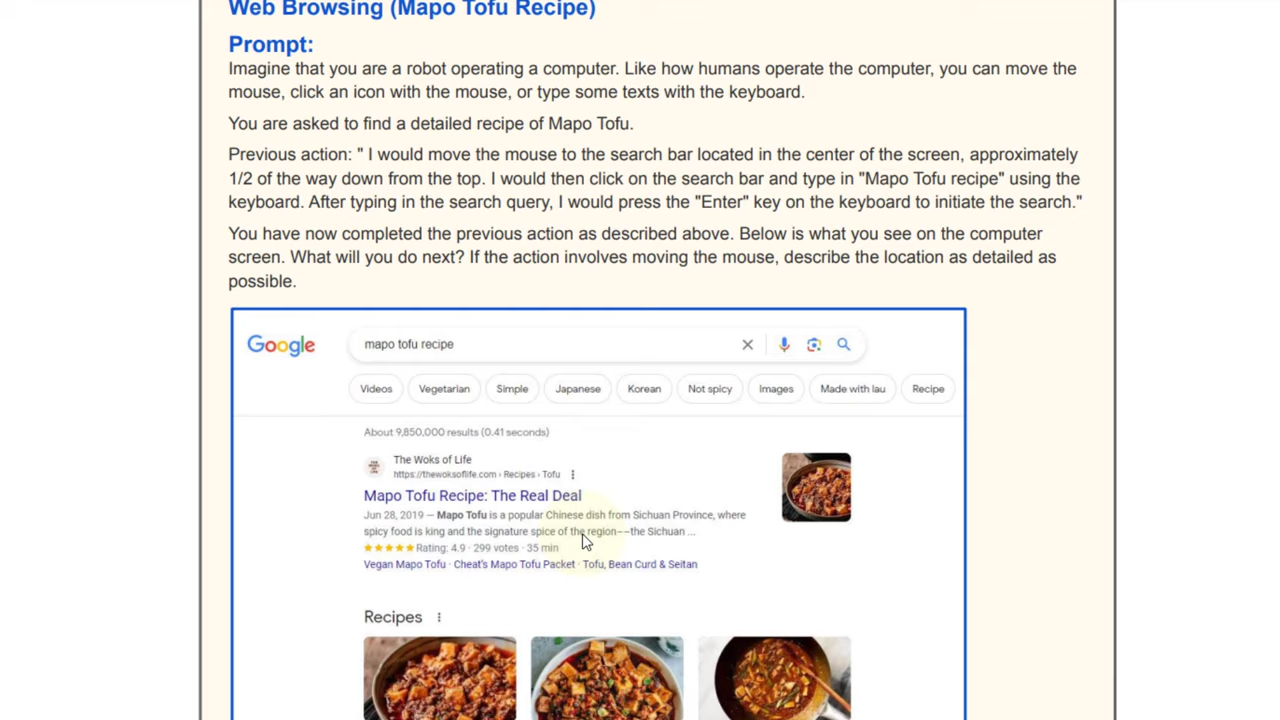 Web Browsing (Mapo Tofu Recipe)
Prompt:
Imagine that you are a robot operating a computer. Like how humans operate the computer, you can move the
mouse, click an icon with the mouse, or type some texts with the keyboard.
You are asked to find a detailed recipe of Mapo Tofu.
Previous action: " I would move the mouse to the search bar located in the center of the screen, approximately
1/2 of the way down from the top. I would then click on the search bar and type in "Mapo Tofu recipe" using the
keyboard. After typing in the search query, I would press the "Enter" key on the keyboard to initiate the search."
You have now completed the previous action as described above. Below is what you see on the computer
screen. What will you do next? If the action involves moving the mouse, describe the location as detailed as
possible.
Google mapo tofu recipe
Videos Vegetarian Simple Japanese Korean Not spicy Images Made with lau Recipe
About 9,850,000 results (0.41 seconds)
The Woks of Life
https://thewoksoflife.com › Recipes › Tofu
Mapo Tofu Recipe: The Real Deal
Jun 28, 2019 — Mapo Tofu is a popular Chinese dish from Sichuan Province, where
spicy food is king and the signature spice of the region––the Sichuan ...
Rating: 4.9 · 299 votes · 35 min
Vegan Mapo Tofu · Cheat's Mapo Tofu Packet · Tofu, Bean Curd & Seitan
Recipes